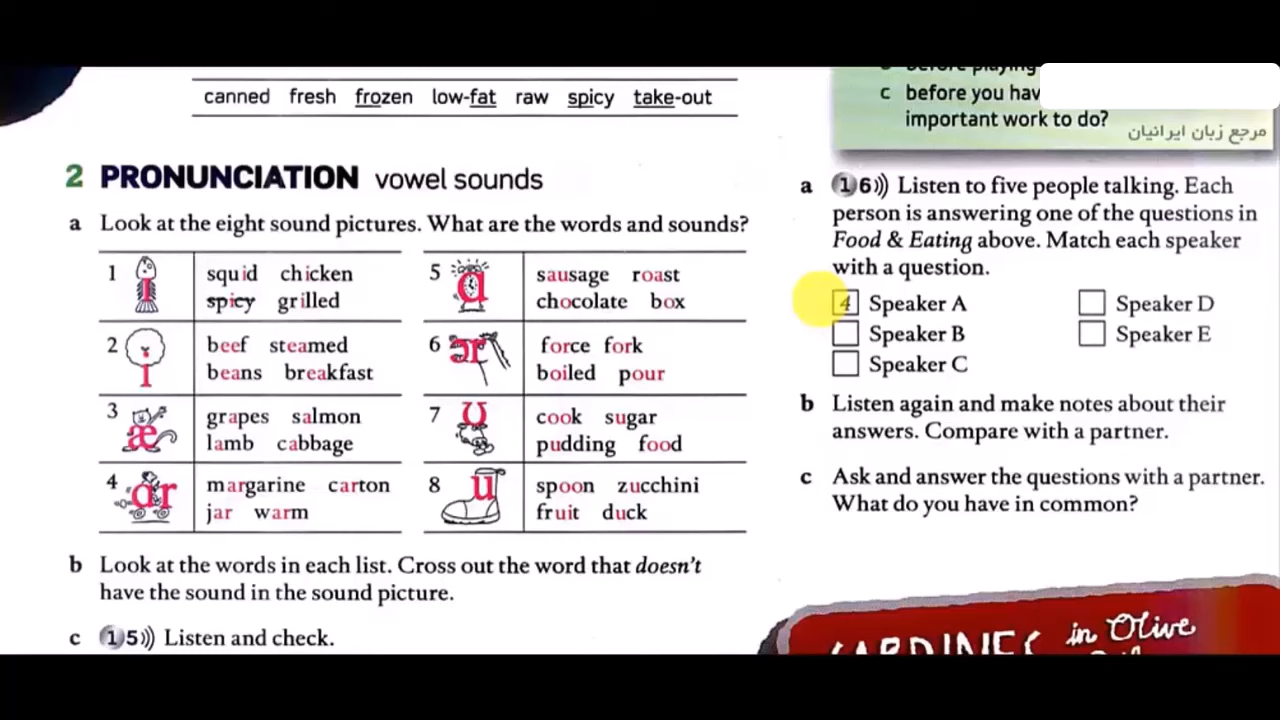 canned fresh frozen low-fat raw spicy take-out
2 PRONUNCIATION vowel sounds
a Look at the eight sound pictures. What are the words and sounds?
1 ɪ squid chicken
spicy grilled
2 i beef steamed
beans breakfast
3 æ grapes salmon
lamb cabbage
4 ɑr margarine carton
jar warm
5 ɑ sausage roast
chocolate box
6 ɔr force fork
boiled pour
7 ʊ cook sugar
pudding food
8 u spoon zucchini
fruit duck
b Look at the words in each list. Cross out the word that doesn't
have the sound in the sound picture.
c 1 5))) Listen and check.
before playing
c before you hav
important work to do?
مرجع زبان ایرانیان
a 1 6))) Listen to five people talking. Each
person is answering one of the questions in
Food & Eating above. Match each speaker
with a question.
4 Speaker A Speaker D
Speaker B Speaker E
Speaker C
b Listen again and make notes about their
answers. Compare with a partner.
c Ask and answer the questions with a partner.
What do you have in common?
SARDINES in Olive